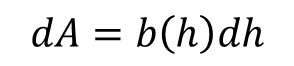 dA = b(h)dh